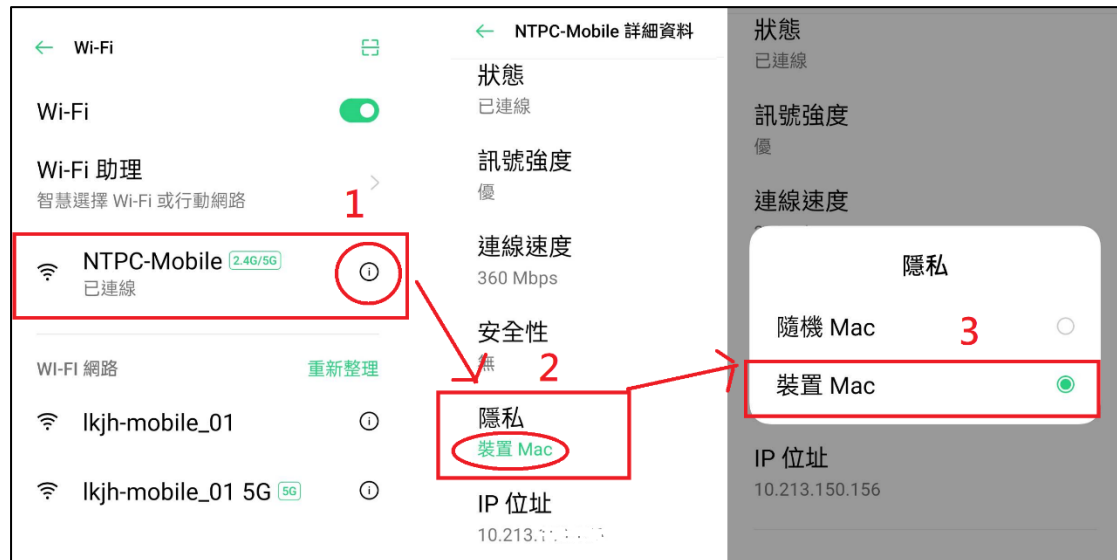 Wi-Fi
Wi-Fi
Wi-Fi 助理
智慧選擇 Wi-Fi 或行動網路
1
NTPC-Mobile 2.4G/5G
已連線
WI-FI 網路 重新整理
lkjh-mobile_01
lkjh-mobile_01 5G 5G
NTPC-Mobile 詳細資料
狀態
已連線
訊號強度
優
連線速度
360 Mbps
安全性
無
2
隱私
裝置 Mac
IP 位址
10.213.
狀態
已連線
訊號強度
優
連線速度
隱私
隨機 Mac
3
裝置 Mac
IP 位址
10.213.150.156